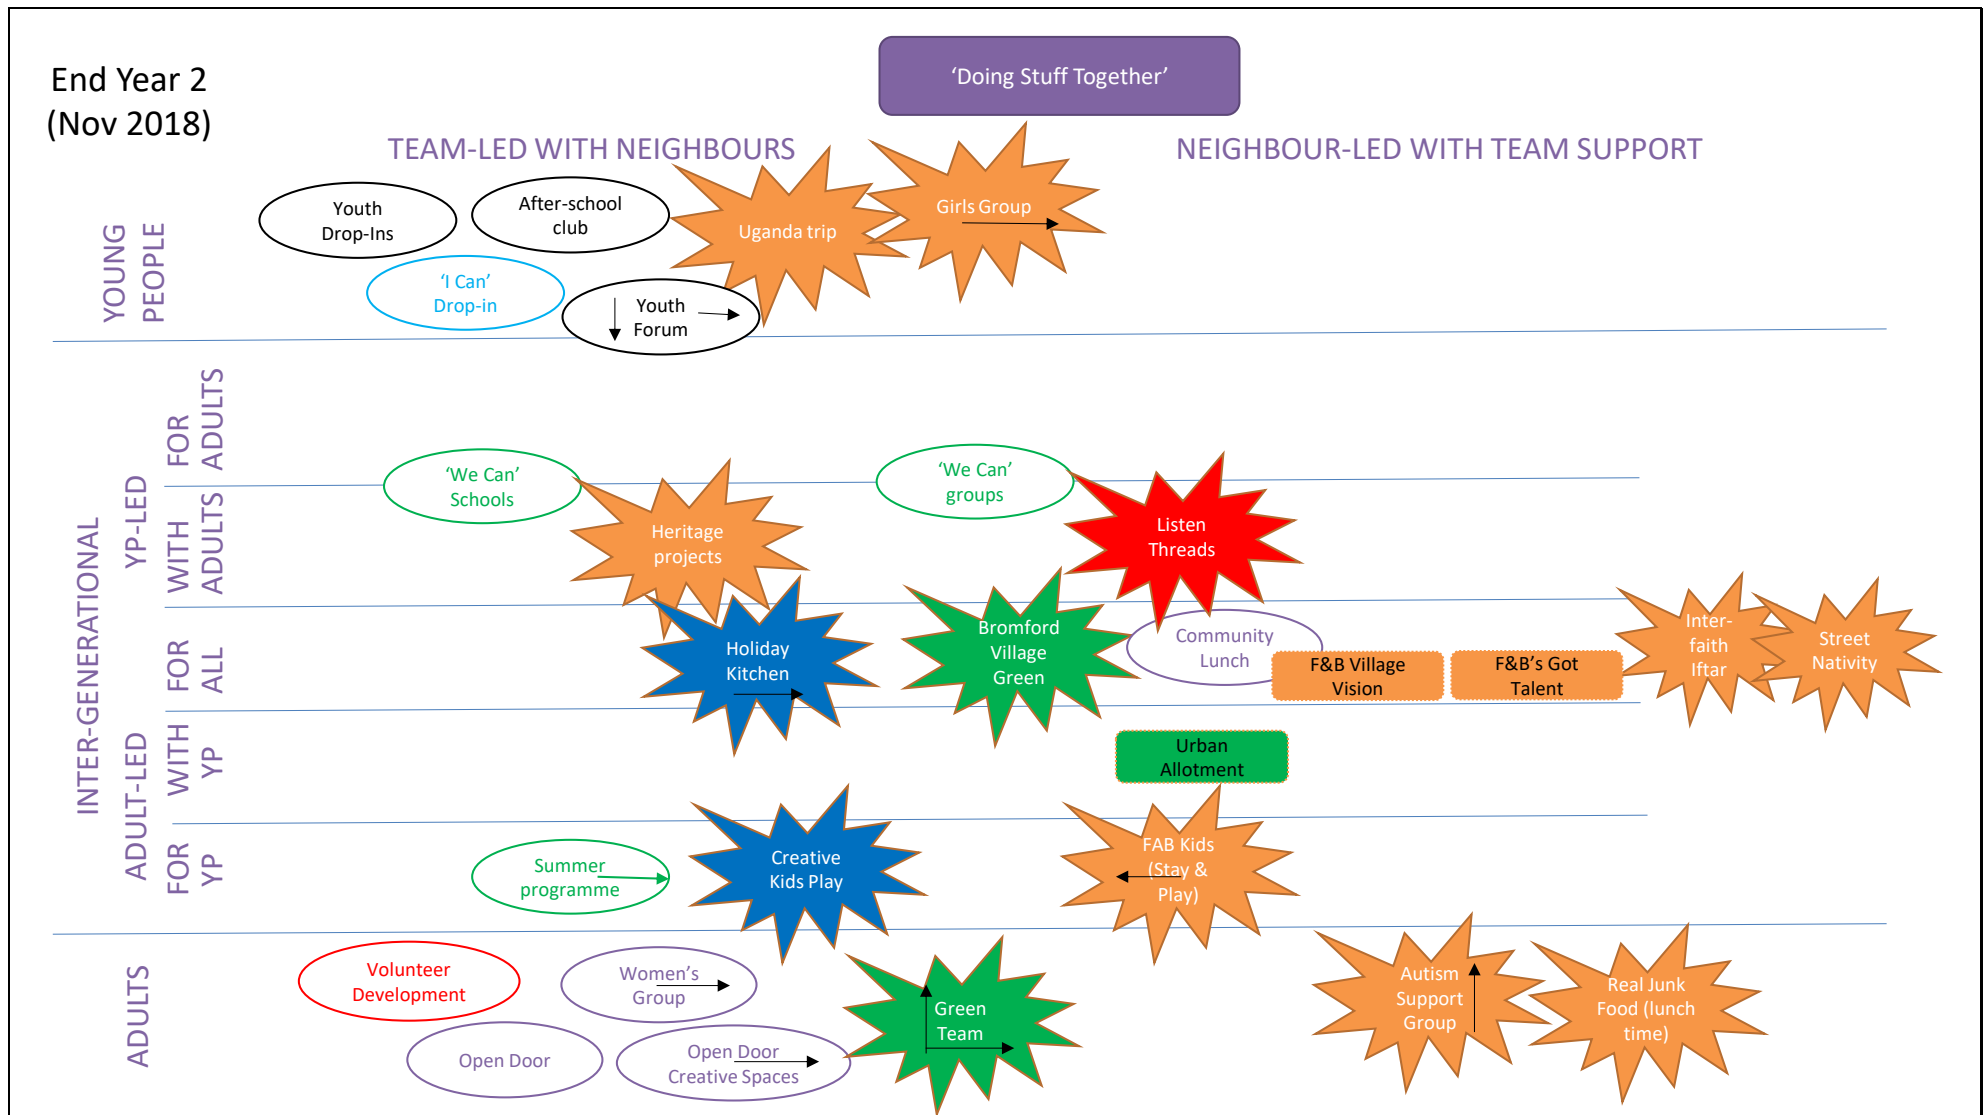 End Year 2
(Nov 2018)
‘Doing Stuff Together’
TEAM-LED WITH NEIGHBOURS
NEIGHBOUR-LED WITH TEAM SUPPORT
YOUNG
PEOPLE
Youth
Drop-Ins
After-school
club
Uganda trip
Girls Group
‘I Can’
Drop-in
Youth
Forum
INTER-GENERATIONAL
YP-LED
FOR
ADULTS
‘We Can’
Schools
‘We Can’
groups
WITH
ADULTS
Heritage
projects
Listen
Threads
FOR
ALL
Holiday
Kitchen
Bromford
Village
Green
Community
Lunch
F&B Village
Vision
F&B’s Got
Talent
Inter-
faith
Iftar
Street
Nativity
ADULT-LED
WITH
YP
Urban
Allotment
FOR
YP
Summer
programme
Creative
Kids Play
FAB Kids
(Stay &
Play)
ADULTS
Volunteer
Development
Women’s
Group
Open Door
Open Door
Creative Spaces
Green
Team
Autism
Support
Group
Real Junk
Food (lunch
time)